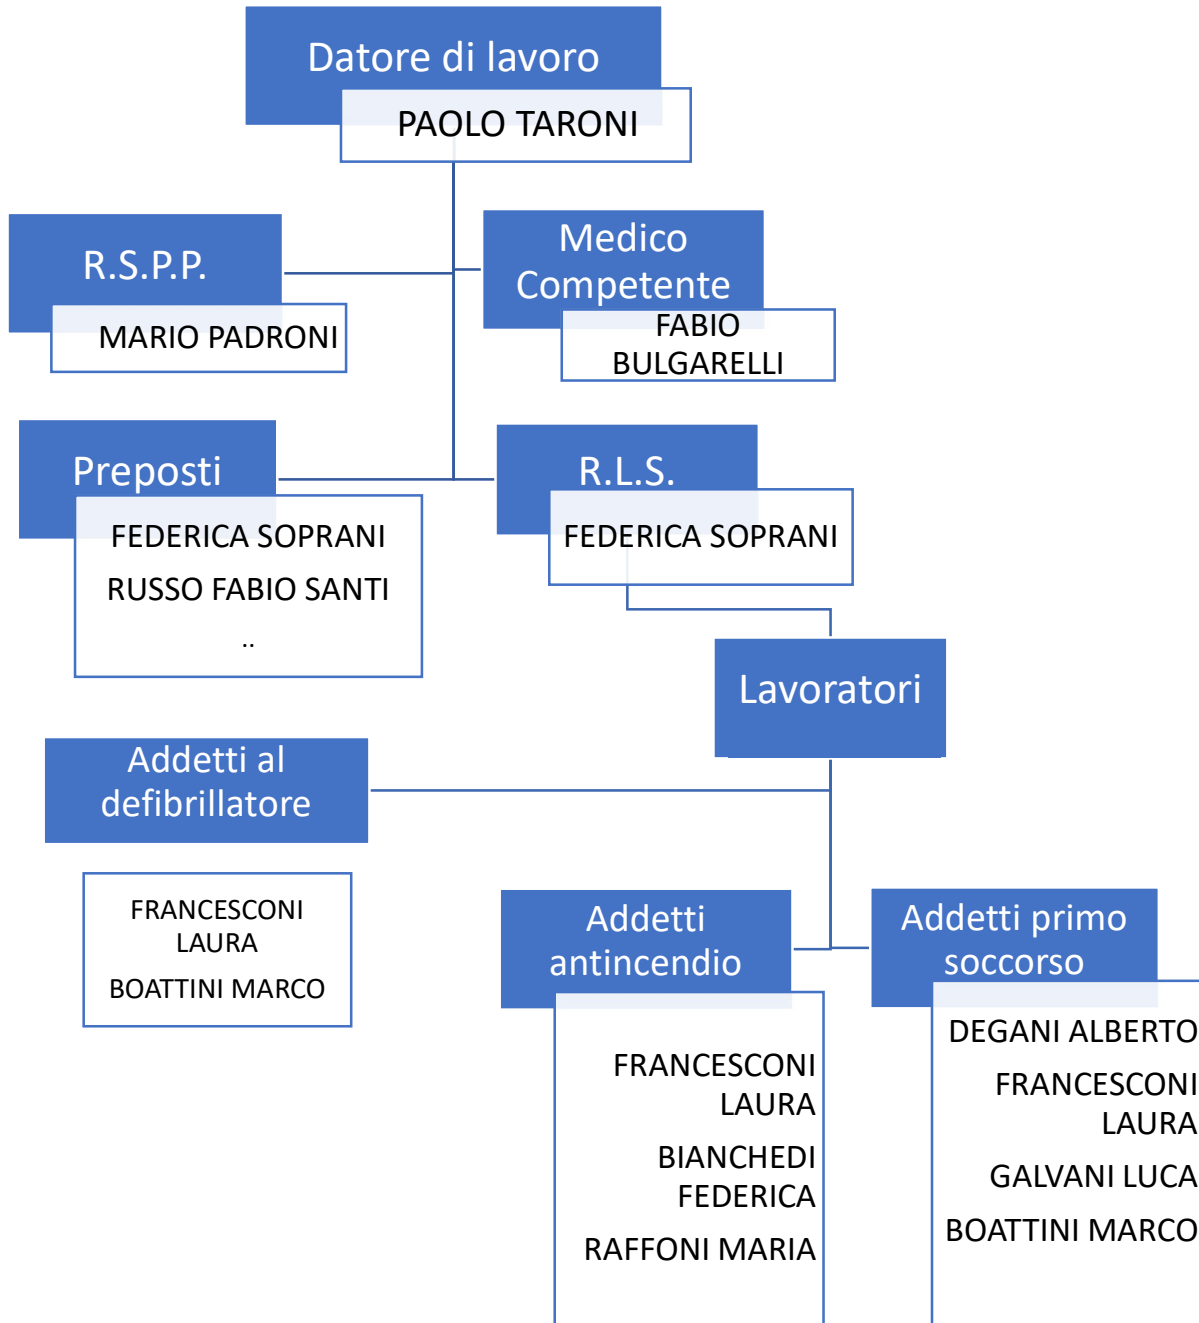 Datore di lavoro
PAOLO TARONI
R.S.P.P.
MARIO PADRONI
Medico
Competente
FABIO
BULGARELLI
Preposti
FEDERICA SOPRANI
RUSSO FABIO SANTI
..
R.L.S.
FEDERICA SOPRANI
Lavoratori
Addetti al
defibrillatore
FRANCESCONI
LAURA
BOATTINI MARCO
Addetti
antincendio
FRANCESCONI
LAURA
BIANCHEDI
FEDERICA
RAFFONI MARIA
Addetti primo
soccorso
DEGANI ALBERTO
FRANCESCONI
LAURA
GALVANI LUCA
BOATTINI MARCO